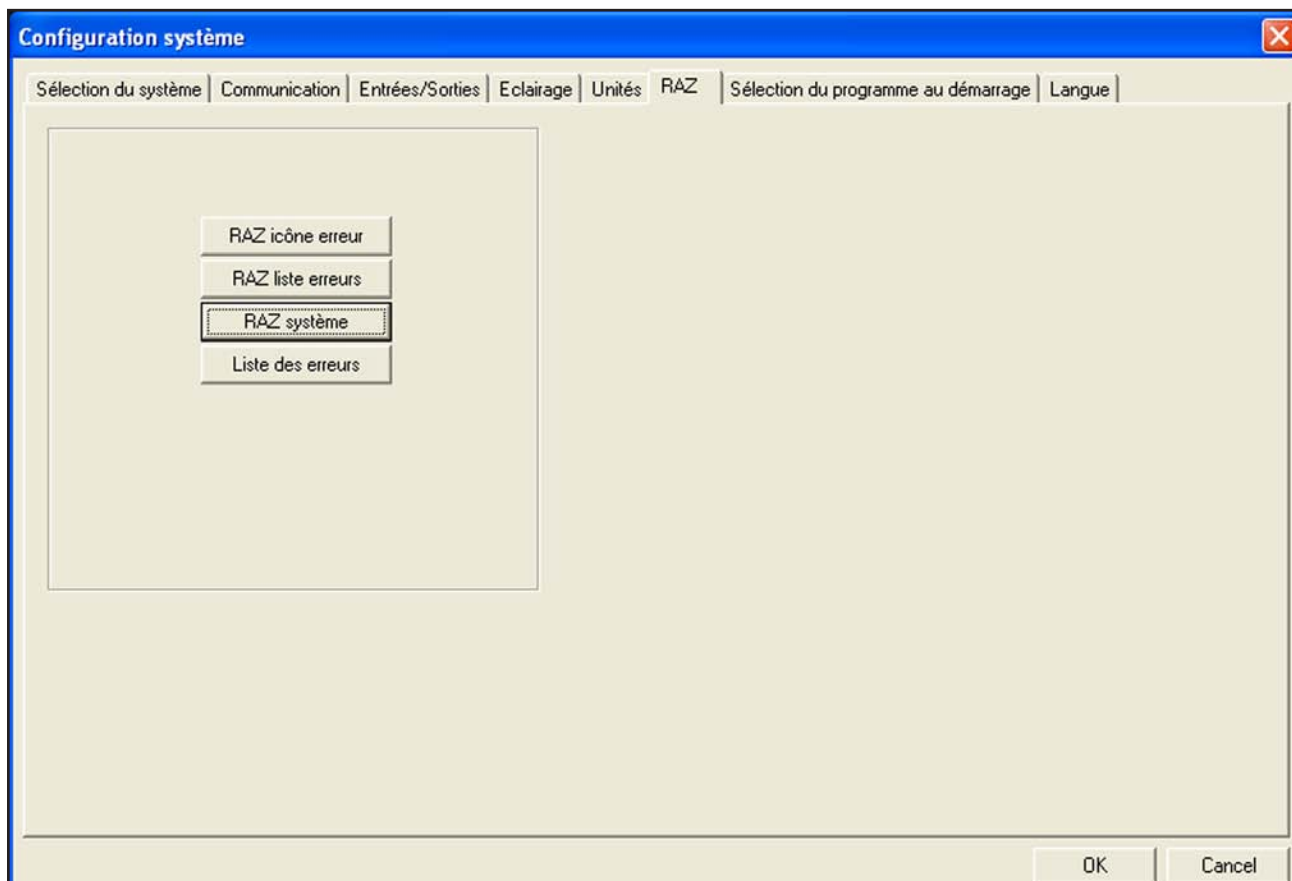 Configuration système
Sélection du système Communication Entrées/Sorties Eclairage Unités RAZ Sélection du programme au démarrage Langue
RAZ icône erreur
RAZ liste erreurs
RAZ système
Liste des erreurs
OK Cancel